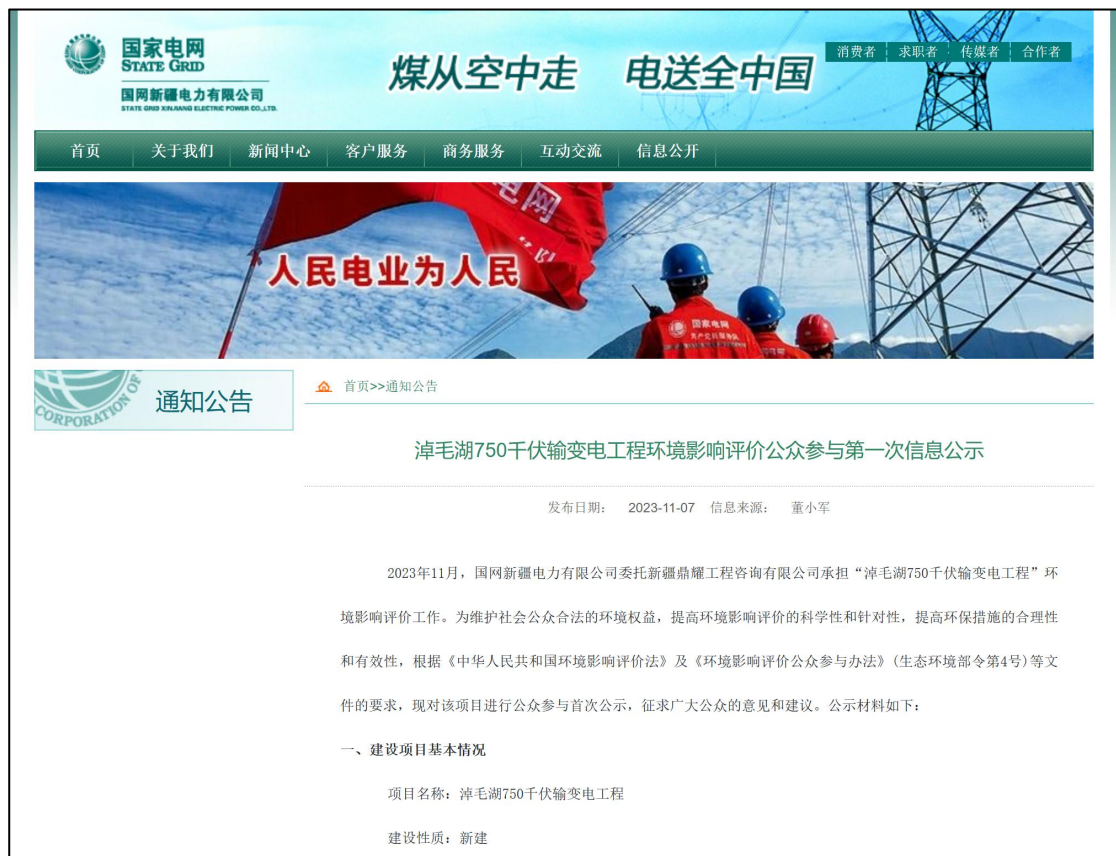 国家电网
STATE GRID
国网新疆电力有限公司
STATE GRID XINJIANG ELECTRIC POWER CO.,LTD.
煤从空中走 电送全中国
消费者 求职者 传媒者 合作者
首页 关于我们 新闻中心 客户服务 商务服务 互动交流 信息公开
电网
人民电业为人民
国家电网
CORPORATION OF
通知公告
首页>>通知公告
淖毛湖750千伏输变电工程环境影响评价公众参与第一次信息公示
发布日期: 2023-11-07 信息来源: 董小军
2023年11月，国网新疆电力有限公司委托新疆鼎耀工程咨询有限公司承担“淖毛湖750千伏输变电工程”环
境影响评价工作。为维护社会公众合法的环境权益，提高环境影响评价的科学性和针对性，提高环保措施的合理性
和有效性，根据《中华人民共和国环境影响评价法》及《环境影响评价公众参与办法》(生态环境部令第4号)等文
件的要求，现对该项目进行公众参与首次公示，征求广大公众的意见和建议。公示材料如下：
一、建设项目基本情况
项目名称：淖毛湖750千伏输变电工程
建设性质：新建